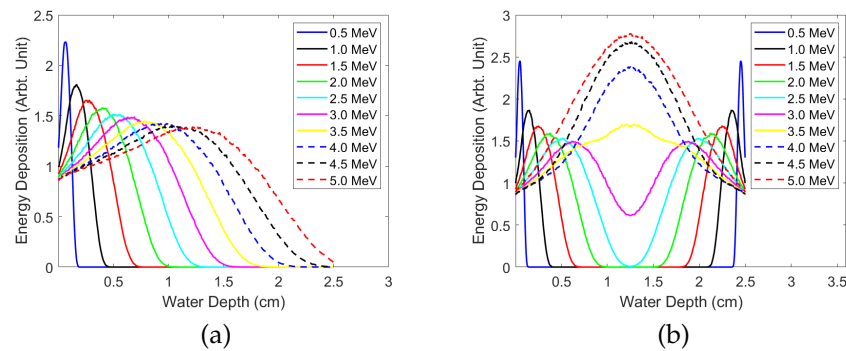 2.5
2
1.5
1
0.5
0
0.5
1
1.5
2
2.5
3
Energy Deposition (Arbt. Unit)
Water Depth (cm)
0.5 MeV
1.0 MeV
1.5 MeV
2.0 MeV
2.5 MeV
3.0 MeV
3.5 MeV
4.0 MeV
4.5 MeV
5.0 MeV
(a)
3
2.5
2
1.5
1
0.5
0
0
0.5
1
1.5
2
2.5
3
3.5
Energy Deposition (Arbt. Unit)
Water Depth (cm)
0.5 MeV
1.0 MeV
1.5 MeV
2.0 MeV
2.5 MeV
3.0 MeV
3.5 MeV
4.0 MeV
4.5 MeV
5.0 MeV
(b)